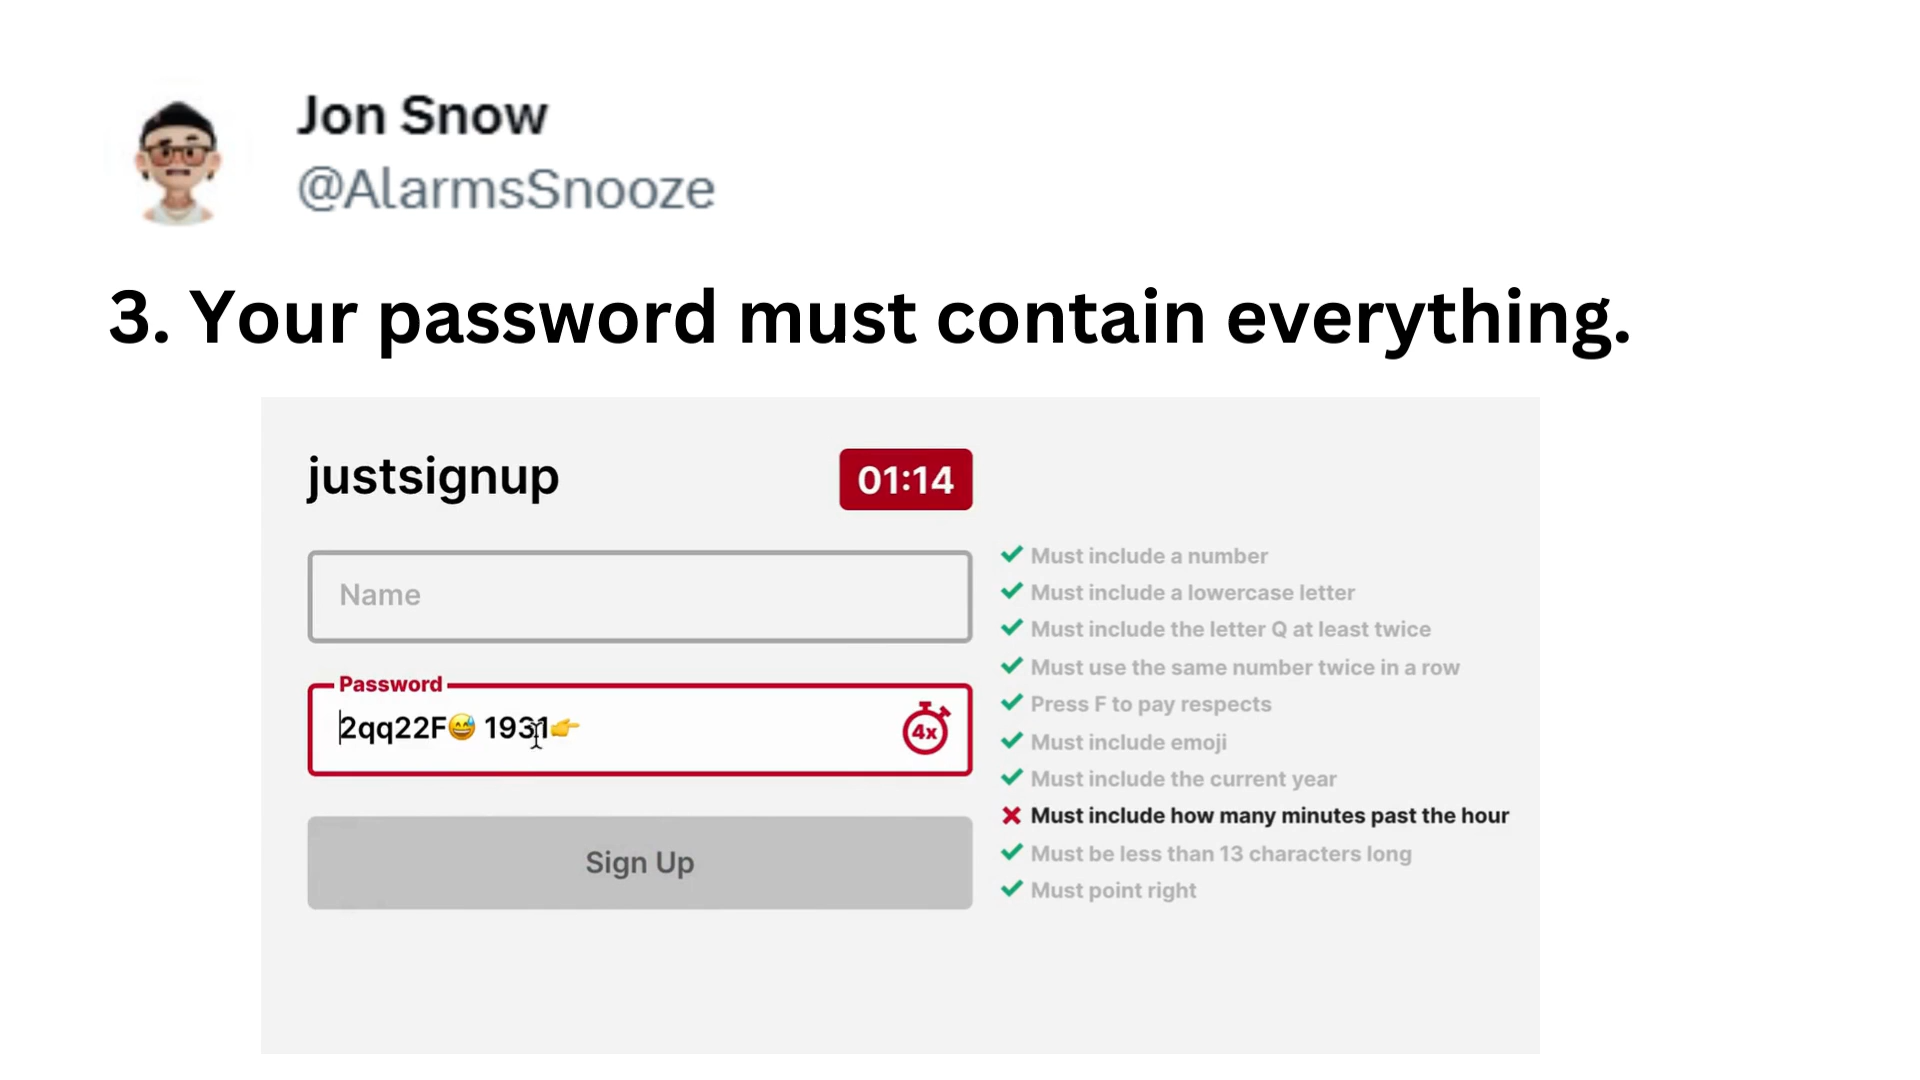 Jon Snow
@AlarmsSnooze
3. Your password must contain everything.
justsignup
01:14
Name
Password
2qq22F😅 1931👉
4x
Sign Up
Must include a number
Must include a lowercase letter
Must include the letter Q at least twice
Must use the same number twice in a row
Press F to pay respects
Must include emoji
Must include the current year
Must include how many minutes past the hour
Must be less than 13 characters long
Must point right